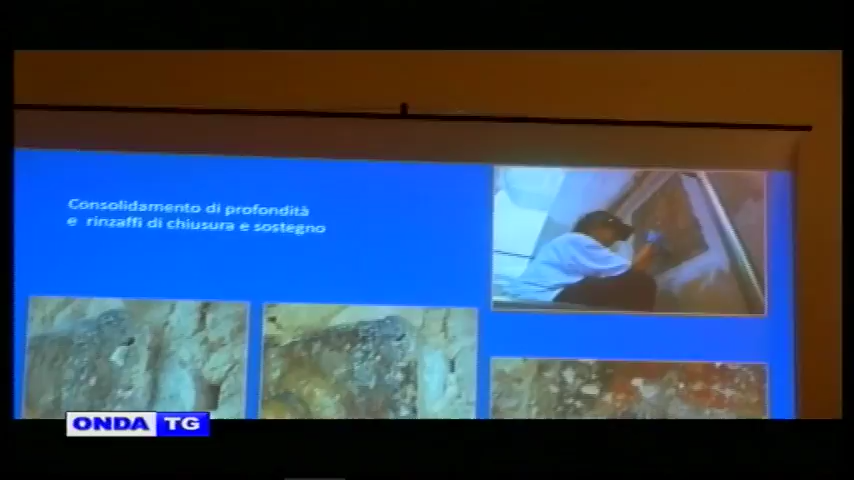 Consolidamento di profondità
e rinzaffi di chiusura e sostegno
ONDA TG